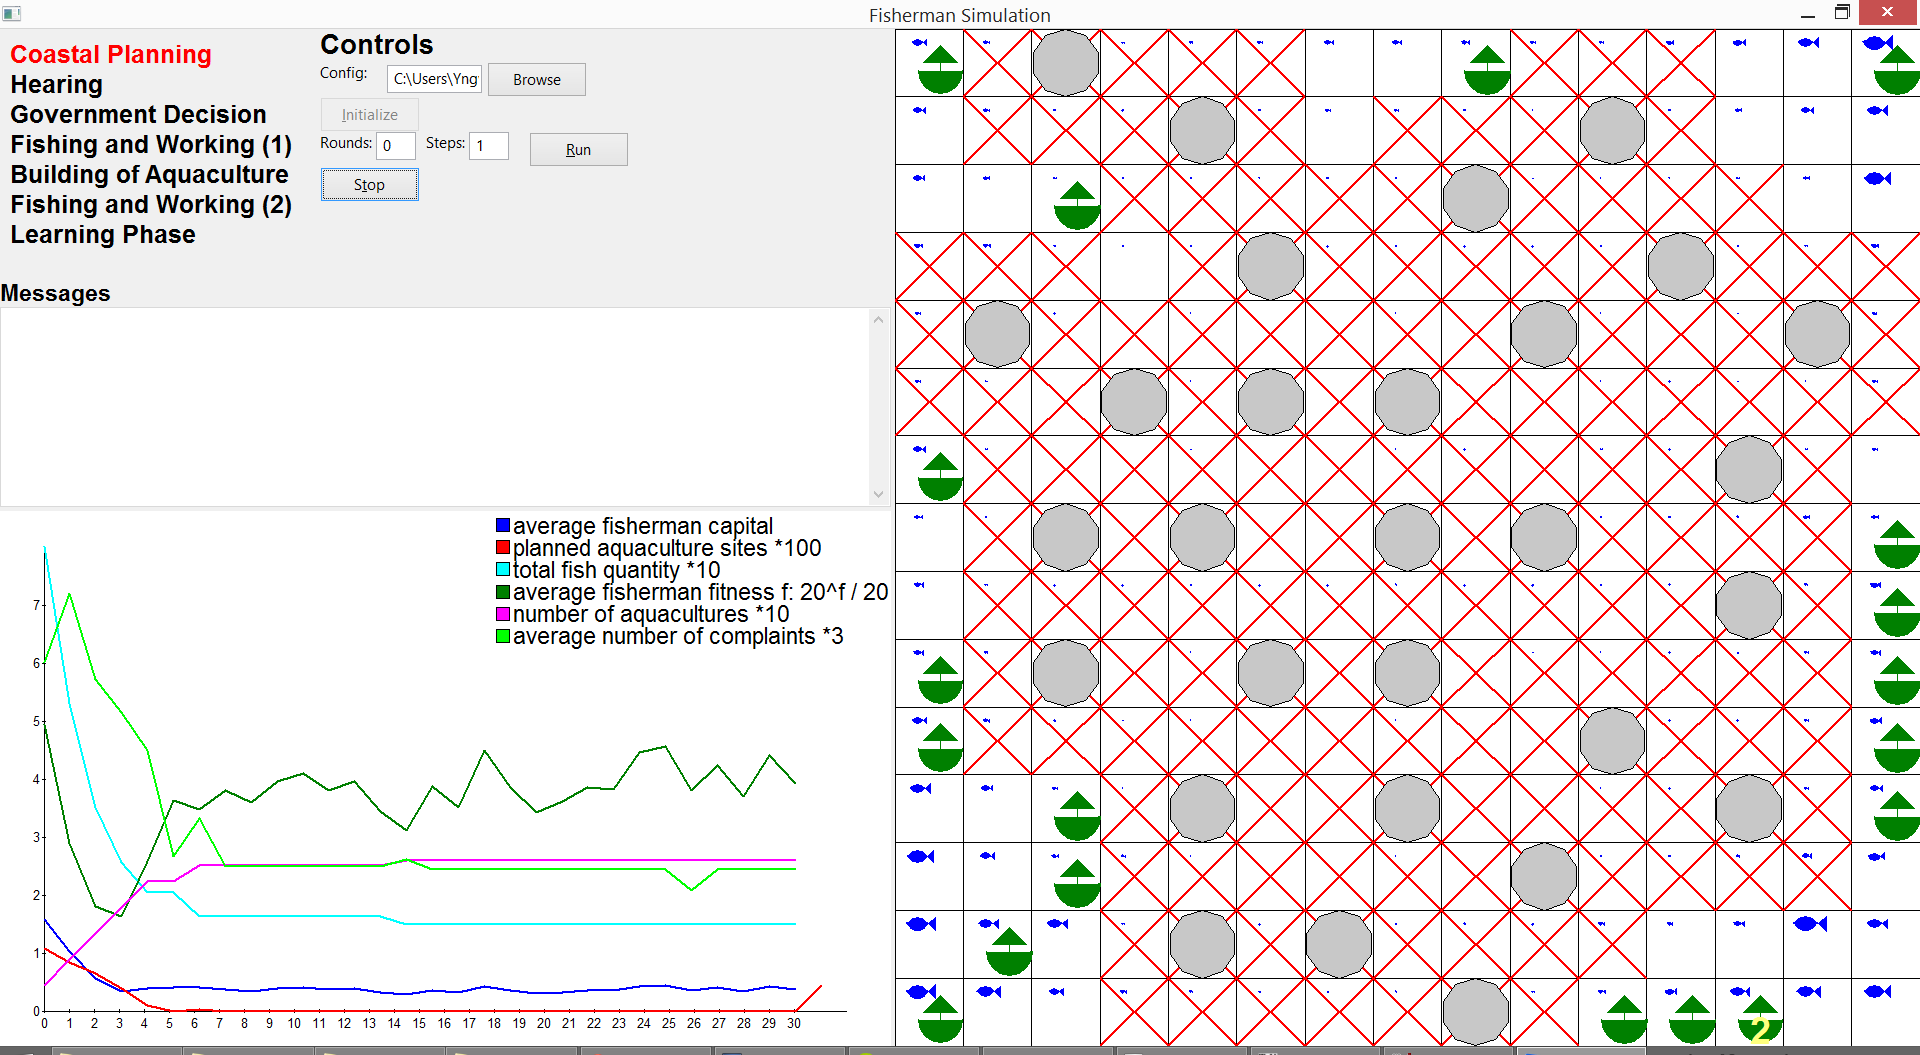 Fisherman Simulation
Coastal Planning
Hearing
Government Decision
Fishing and Working (1)
Building of Aquaculture
Fishing and Working (2)
Learning Phase
Controls
Config: C:\Users\Yng Browse
Initialize
Rounds: 0 Steps: 1 Run
Stop
Messages
average fisherman capital
planned aquaculture sites *100
total fish quantity *10
average fisherman fitness f: 20^f / 20
number of aquacultures *10
average number of complaints *3
7
6
5
4
3
2
1
0
0 1 2 3 4 5 6 7 8 9 10 11 12 13 14 15 16 17 18 19 20 21 22 23 24 25 26 27 28 29 30
2